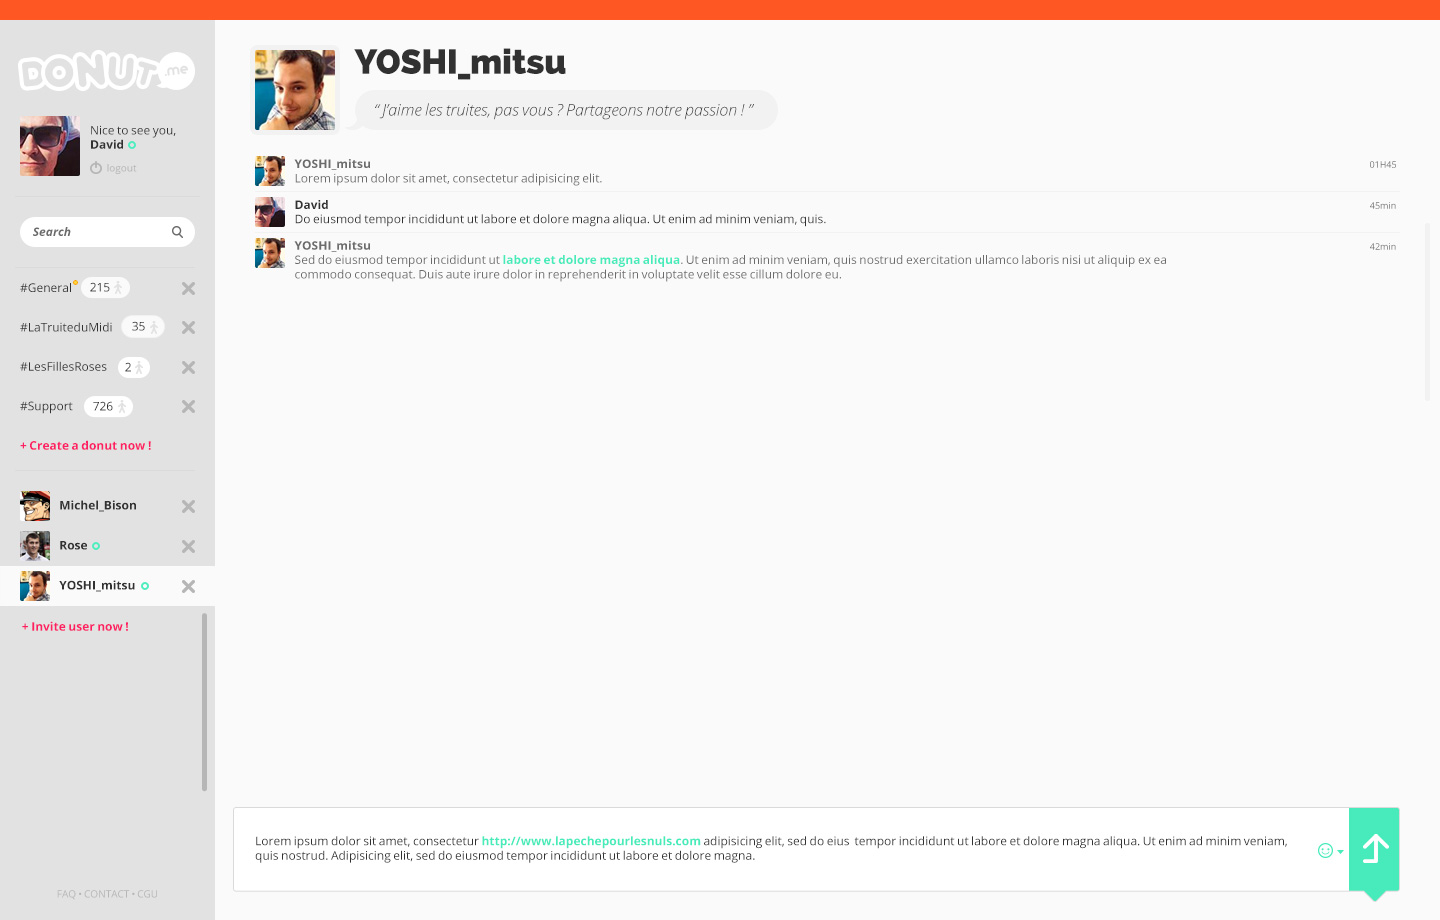 DONUT.me
Nice to see you,
David
logout
Search
#General 215
#LaTruiteduMidi 35
#LesFillesRoses 2
#Support 726
+ Create a donut now !
Michel_Bison
Rose
YOSHI_mitsu
+ Invite user now !
FAQ • CONTACT • CGU
YOSHI_mitsu
“ J’aime les truites, pas vous ? Partageons notre passion ! ”
YOSHI_mitsu 01H45
Lorem ipsum dolor sit amet, consectetur adipisicing elit.
David 45min
Do eiusmod tempor incididunt ut labore et dolore magna aliqua. Ut enim ad minim veniam, quis.
YOSHI_mitsu 42min
Sed do eiusmod tempor incididunt ut labore et dolore magna aliqua. Ut enim ad minim veniam, quis nostrud exercitation ullamco laboris nisi ut aliquip ex ea
commodo consequat. Duis aute irure dolor in reprehenderit in voluptate velit esse cillum dolore eu.
Lorem ipsum dolor sit amet, consectetur http://www.lapechepourlesnuls.com adipisicing elit, sed do eius tempor incididunt ut labore et dolore magna aliqua. Ut enim ad minim veniam,
quis nostrud. Adipisicing elit, sed do eiusmod tempor incididunt ut labore et dolore magna.